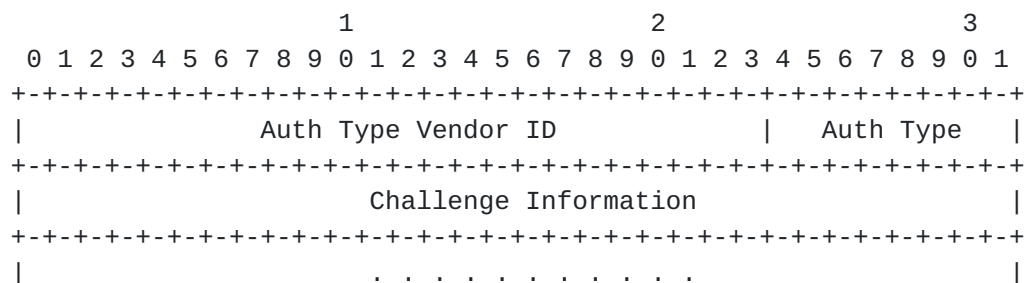 1                   2                   3
 0 1 2 3 4 5 6 7 8 9 0 1 2 3 4 5 6 7 8 9 0 1 2 3 4 5 6 7 8 9 0 1
+-+-+-+-+-+-+-+-+-+-+-+-+-+-+-+-+-+-+-+-+-+-+-+-+-+-+-+-+-+-+-+-+
|               Auth Type Vendor ID             |   Auth Type   |
+-+-+-+-+-+-+-+-+-+-+-+-+-+-+-+-+-+-+-+-+-+-+-+-+-+-+-+-+-+-+-+-+
|                      Challenge Information                    |
+-+-+-+-+-+-+-+-+-+-+-+-+-+-+-+-+-+-+-+-+-+-+-+-+-+-+-+-+-+-+-+-+
|                      . . . . . . . . . . .                    |